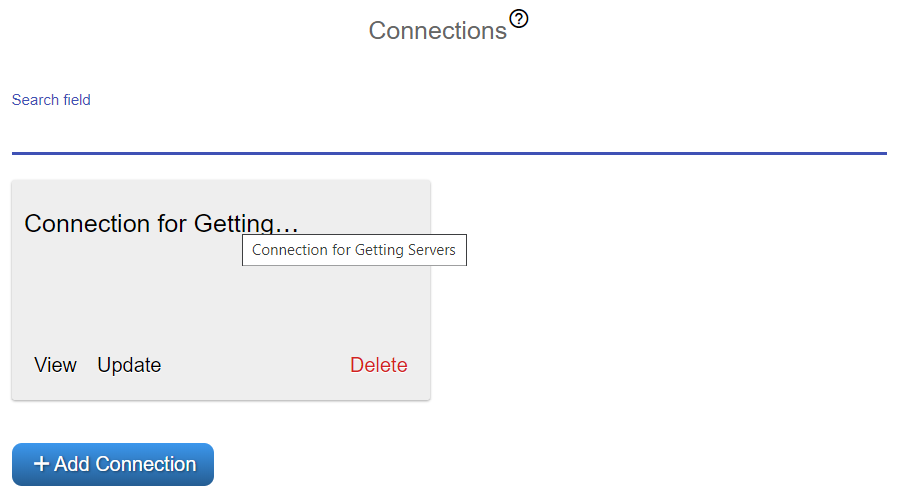 Connections ?
Search field
Connection for Getting...
Connection for Getting Servers
View Update Delete
+ Add Connection